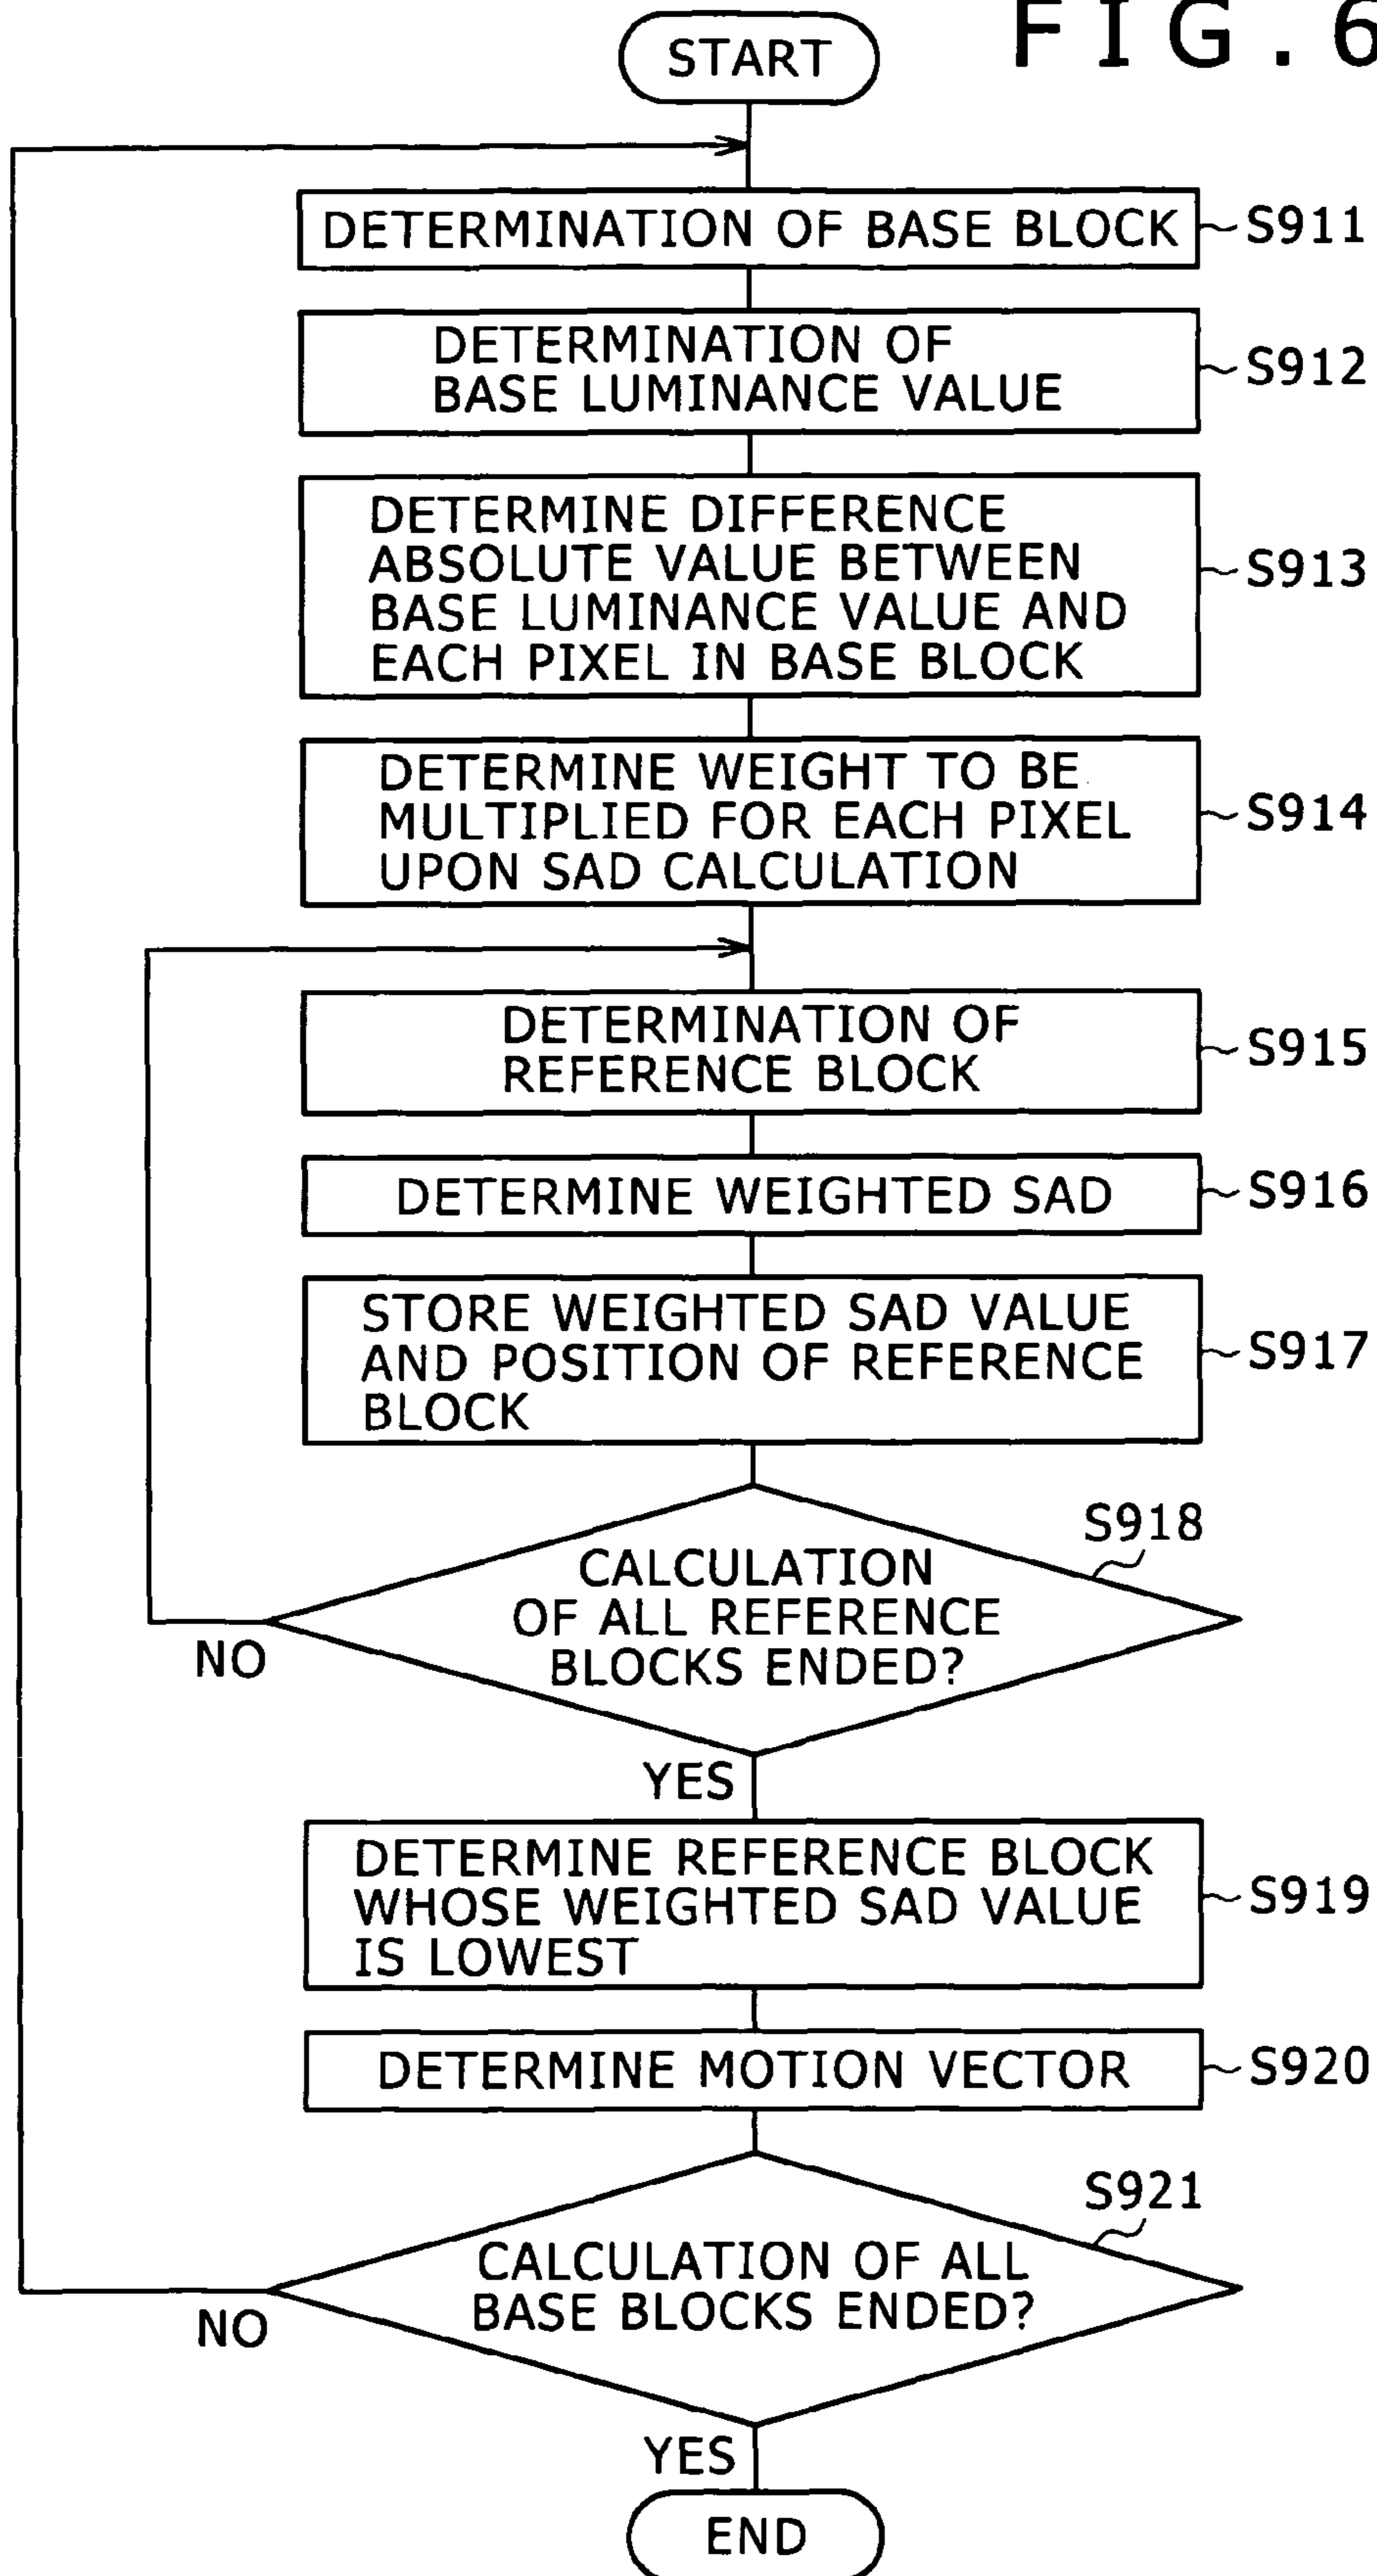 FIG.6
START
DETERMINATION OF BASE BLOCK
S911
DETERMINATION OF
BASE LUMINANCE VALUE
S912
DETERMINE DIFFERENCE
ABSOLUTE VALUE BETWEEN
BASE LUMINANCE VALUE AND
EACH PIXEL IN BASE BLOCK
S913
DETERMINE WEIGHT TO BE
MULTIPLIED FOR EACH PIXEL
UPON SAD CALCULATION
S914
DETERMINATION OF
REFERENCE BLOCK
S915
DETERMINE WEIGHTED SAD
S916
STORE WEIGHTED SAD VALUE
AND POSITION OF REFERENCE
BLOCK
S917
S918
CALCULATION
OF ALL REFERENCE
BLOCKS ENDED?
NO
YES
DETERMINE REFERENCE BLOCK
WHOSE WEIGHTED SAD VALUE
IS LOWEST
S919
DETERMINE MOTION VECTOR
S920
S921
CALCULATION OF ALL
BASE BLOCKS ENDED?
NO
YES
END